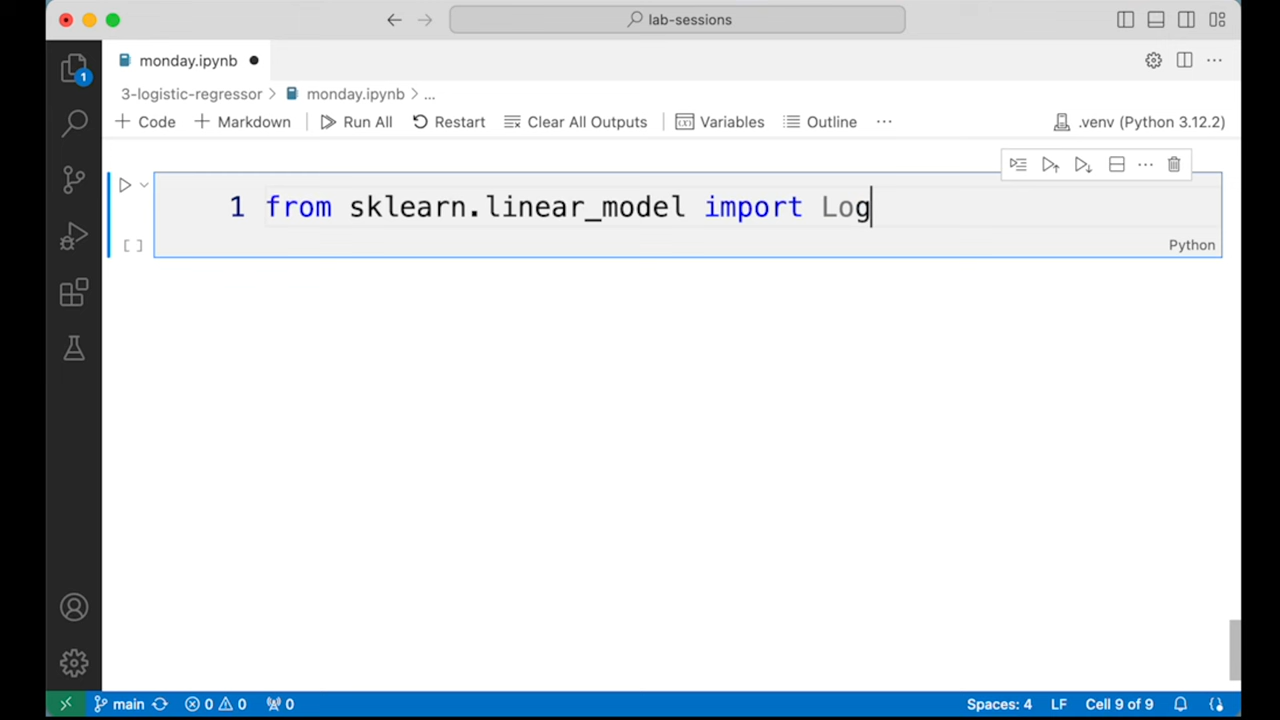 lab-sessions
monday.ipynb
1
3-logistic-regressor > monday.ipynb > ...
Code Markdown Run All Restart Clear All Outputs Variables Outline ... .venv (Python 3.12.2)
1 from sklearn.linear_model import Log
[ ]
Python
main 0 0 0 Spaces: 4 LF Cell 9 of 9